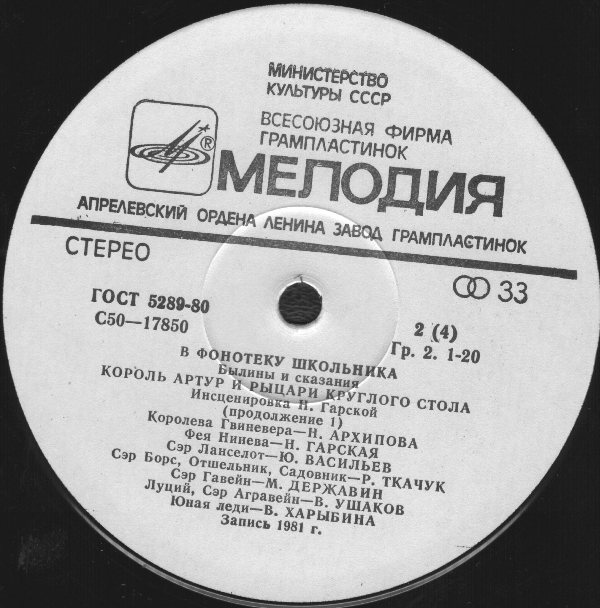 МИНИСТЕРСТВО
КУЛЬТУРЫ СССР
ВСЕСОЮЗНАЯ ФИРМА
ГРАМПЛАСТИНОК
®
МЕЛОДИЯ
АПРЕЛЕВСКИЙ ОРДЕНА ЛЕНИНА ЗАВОД ГРАМПЛАСТИНОК
СТЕРЕО
33
ГОСТ 5289-80
С50—17850
2 (4)
Гр. 2. 1-20
В ФОНОТЕКУ ШКОЛЬНИКА
Былины и сказания
КОРОЛЬ АРТУР И РЫЦАРИ КРУГЛОГО СТОЛА
Инсценировка Н. Гарской
(продолжение 1)
Королева Гвиневера—Н. АРХИПОВА
Фея Нинева—Н. ГАРСКАЯ
Сэр Ланселот—Ю. ВАСИЛЬЕВ
Сэр Борс, Отшельник, Садовник—Р. ТКАЧУК
Сэр Гавейн—М. ДЕРЖАВИН
Луций, Сэр Агравейн—В. УШАКОВ
Юная леди—В. ХАРЫБИНА
Запись 1981 г.